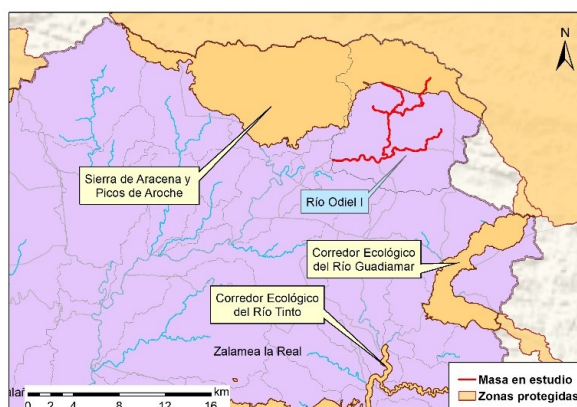 N
Sierra de Aracena y
Picos de Aroche
Río Odiel I
Corredor Ecológico
del Río Guadiamar
Corredor Ecológico
del Río Tinto
Zalamea la Real
km
0 2 4 8 12 16
Masa en estudio
Zonas protegidas